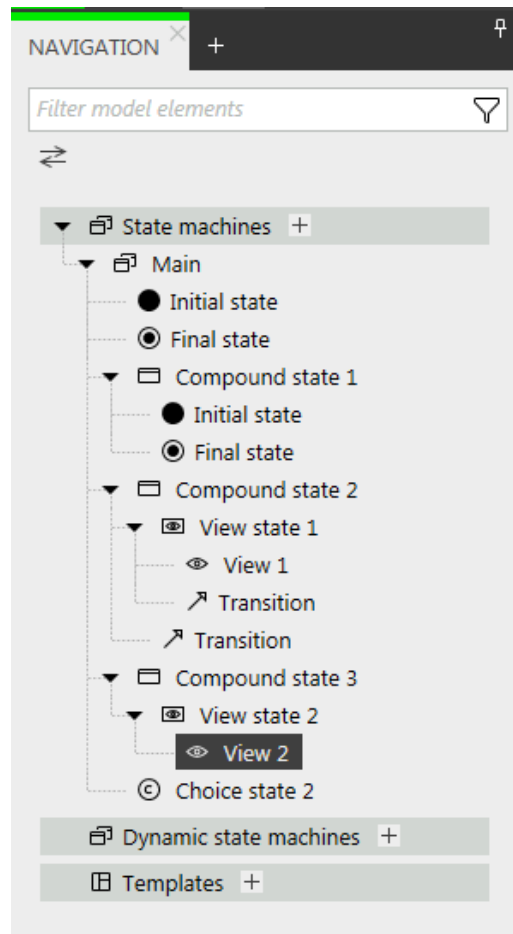 NAVIGATION
Filter model elements
State machines
Main
Initial state
Final state
Compound state 1
Initial state
Final state
Compound state 2
View state 1
View 1
Transition
Transition
Compound state 3
View state 2
View 2
Choice state 2
Dynamic state machines
Templates